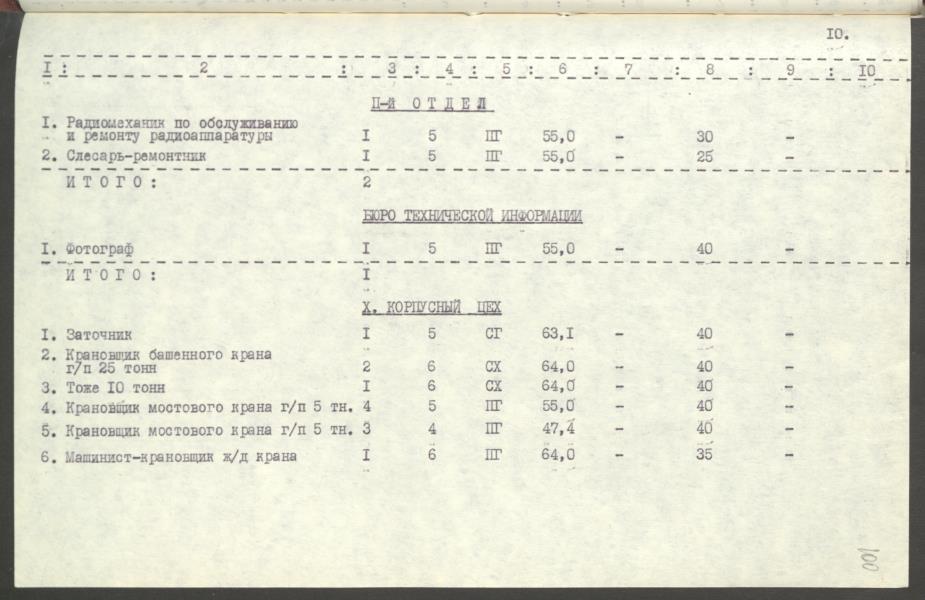 10.
I : 2 : 3 : 4 : 5 : 6 : 7 : 8 : 9 : 10
П-й ОТДЕЛ
I. Радиомеханик по обслуживанию
и ремонту радиоаппаратуры I 5 ПГ 55,0 - 30 -
2. Слесарь-ремонтник I 5 ПГ 55,0 - 25 -
ИТОГО: 2
БЮРО ТЕХНИЧЕСКОЙ ИНФОРМАЦИИ
I. Фотограф I 5 ПГ 55,0 - 40 -
ИТОГО: I
X. КОРПУСНЫЙ ЦЕХ
I. Заточник I 5 СГ 63,I - 40 -
2. Крановщик башенного крана
г/п 25 тонн 2 6 СХ 64,0 - 40 -
3. Тоже 10 тонн I 6 СХ 64,0 - 40 -
4. Крановщик мостового крана г/п 5 тн. 4 5 ПГ 55,0 - 40 -
5. Крановщик мостового крана г/п 5 тн. 3 4 ПГ 47,4 - 40 -
6. Машинист-крановщик ж/д крана I 6 ПГ 64,0 - 35 -
001